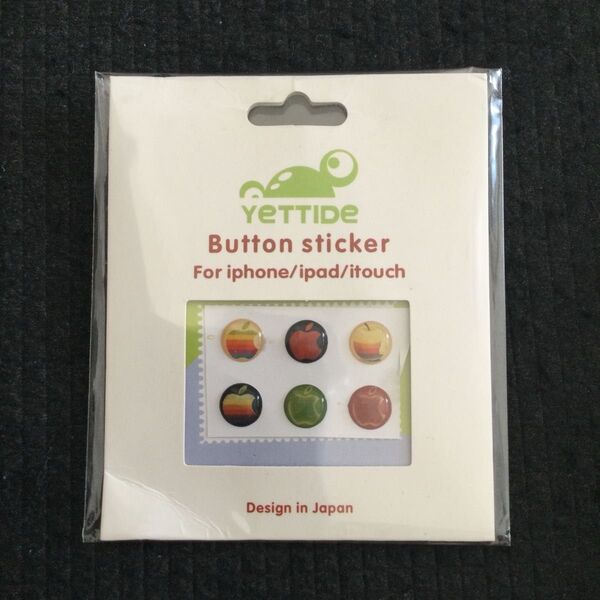 YETTIDE
Button sticker
For iphone/ipad/itouch
Design in Japan